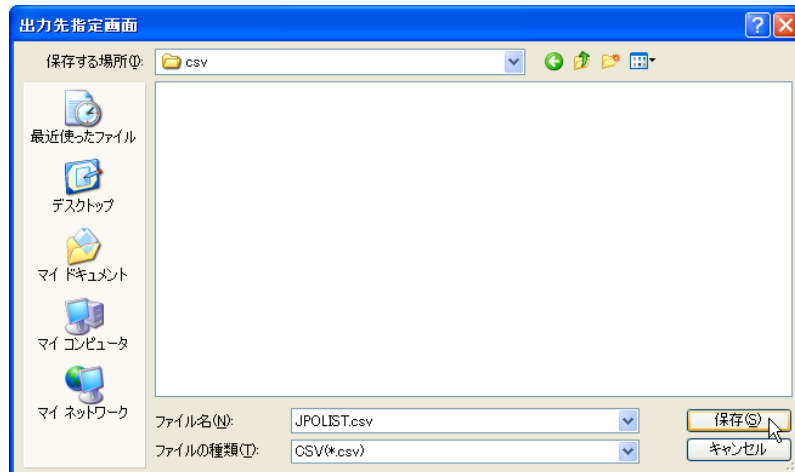 出力先指定画面
保存する場所(I):
csv
最近使ったファイル
デスクトップ
マイ ドキュメント
マイ コンピュータ
マイ ネットワーク
ファイル名(N):
JPOLIST.csv
保存(S)
ファイルの種類(T):
CSV(*.csv)
キャンセル